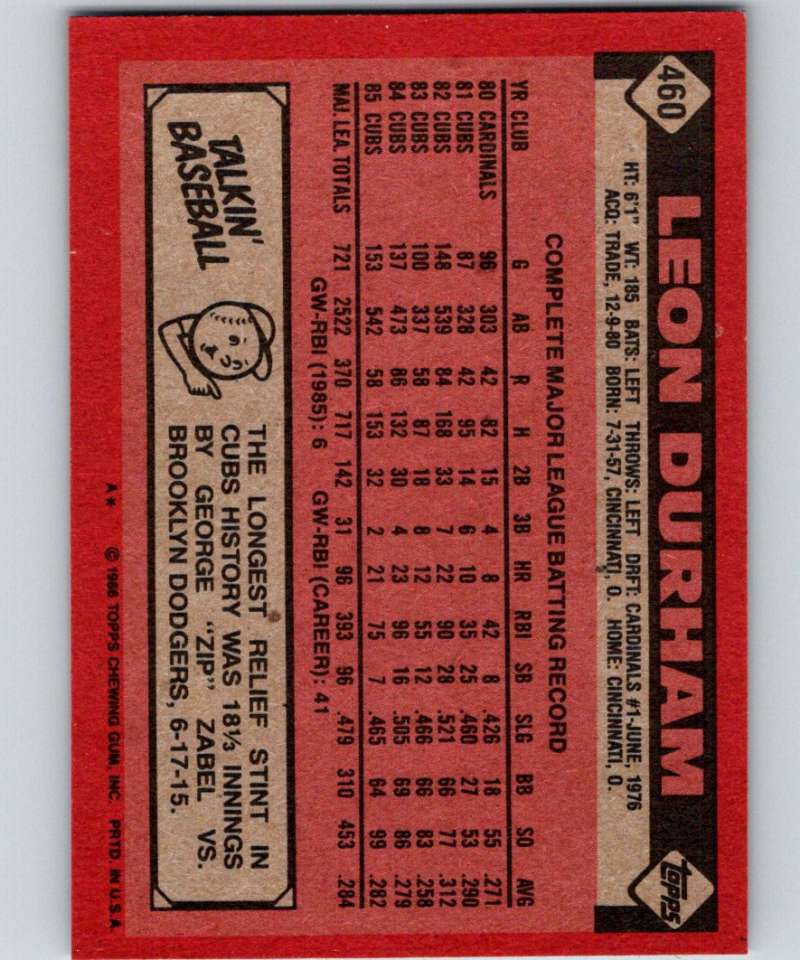 460
LEON DURHAM
TOPPS
HT: 6'1" WT: 185 BATS: LEFT THROWS: LEFT DRFT: CARDINALS #1-JUNE, 1976
ACQ: TRADE, 12-9-80 BORN: 7-31-57, CINCINNATI, O. HOME: CINCINNATI, O.
COMPLETE MAJOR LEAGUE BATTING RECORD
YR CLUB G AB R H 2B 3B HR RBI SB SLG BB SO AVG
80 CARDINALS 96 303 42 82 15 4 8 42 8 .426 18 55 .271
81 CUBS 87 328 42 95 14 6 10 35 25 .460 27 53 .290
82 CUBS 148 539 84 168 33 7 22 90 28 .521 66 77 .312
83 CUBS 100 337 58 87 18 8 12 55 12 .466 66 83 .258
84 CUBS 137 473 86 132 30 4 23 96 16 .505 69 86 .279
85 CUBS 153 542 58 153 32 2 21 75 7 .465 64 99 .282
MAJ. LEA. TOTALS 721 2522 370 717 142 31 96 393 96 .479 310 453 .284
GW-RBI (1985): 6 GW-RBI (CAREER): 41
TALKIN'
BASEBALL
THE LONGEST RELIEF STINT IN
CUBS HISTORY WAS 18⅓ INNINGS
BY GEORGE "ZIP" ZABEL VS.
BROOKLYN DODGERS, 6-17-15.
A* © 1986 TOPPS CHEWING GUM, INC. PRTD. IN U.S.A.